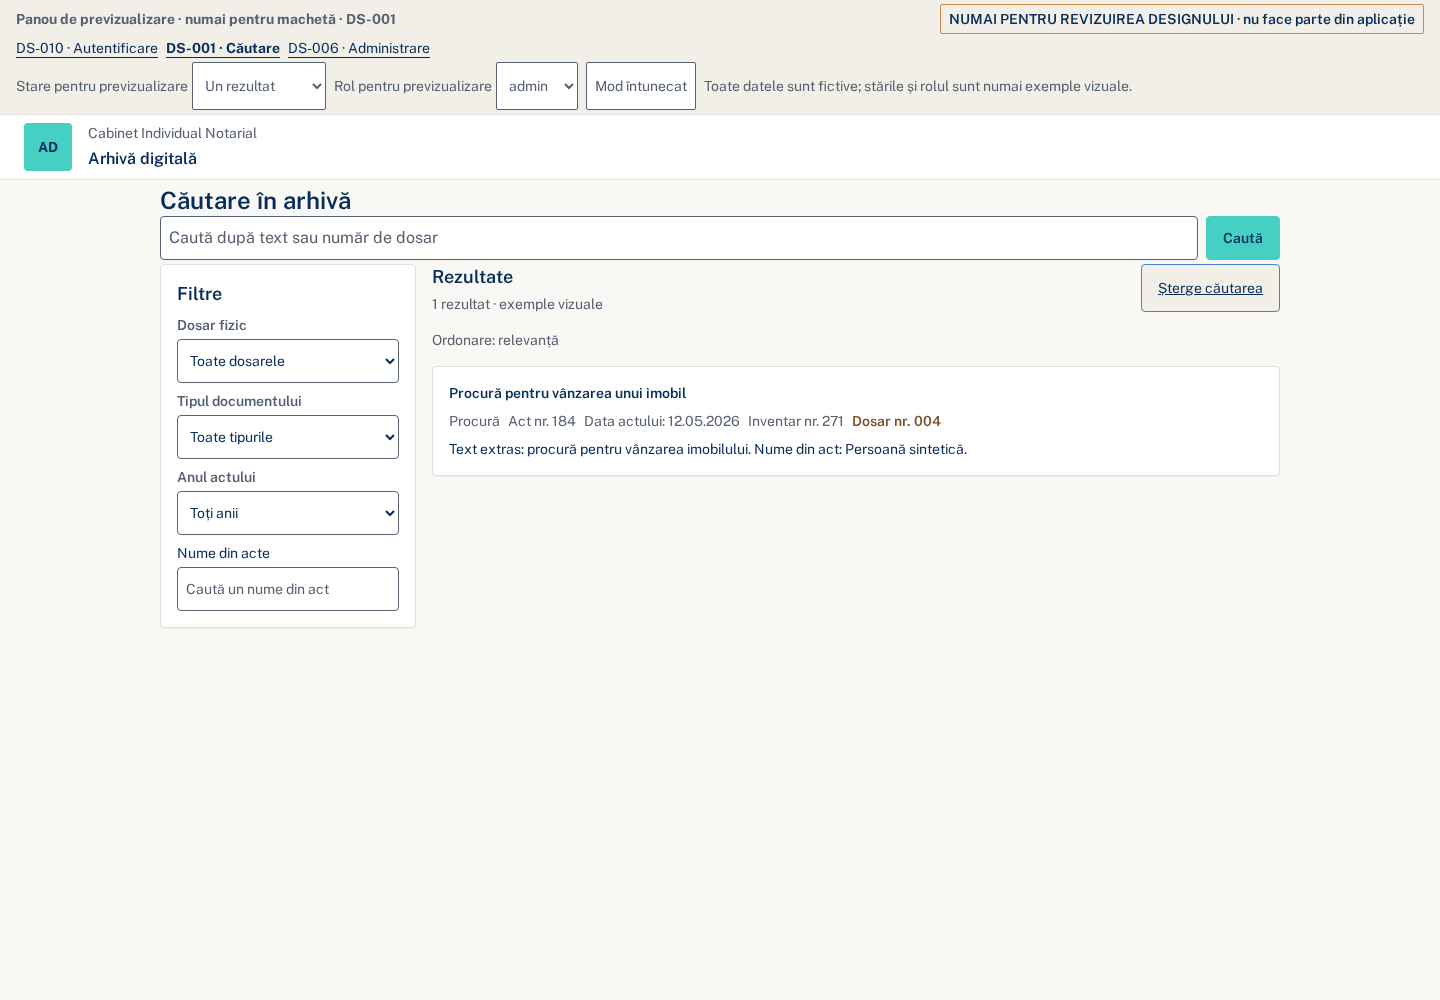 Panou de previzualizare · numai pentru machetă · DS-001
NUMAI PENTRU REVIZUIREA DESIGNULUI · nu face parte din aplicație
DS-010 · Autentificare DS-001 · Căutare DS-006 · Administrare
Stare pentru previzualizare Un rezultat Rol pentru previzualizare admin Mod întunecat Toate datele sunt fictive; stările și rolul sunt numai exemple vizuale.
AD
Cabinet Individual Notarial
Arhivă digitală
Căutare în arhivă
Caută după text sau număr de dosar
Caută
Filtre
Dosar fizic
Toate dosarele
Tipul documentului
Toate tipurile
Anul actului
Toți anii
Nume din acte
Caută un nume din act
Rezultate
1 rezultat · exemple vizuale
Șterge căutarea
Ordonare: relevanță
Procură pentru vânzarea unui imobil
Procură Act nr. 184 Data actului: 12.05.2026 Inventar nr. 271 Dosar nr. 004
Text extras: procură pentru vânzarea imobilului. Nume din act: Persoană sintetică.